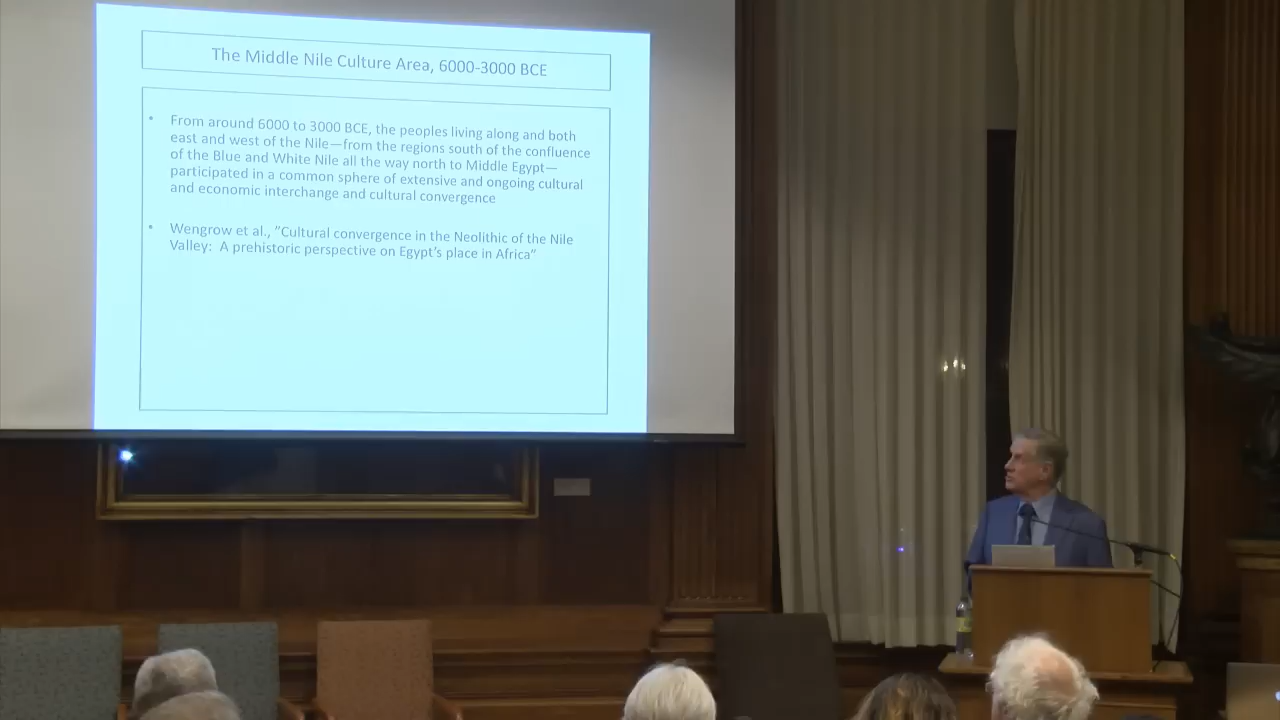 The Middle Nile Culture Area, 6000-3000 BCE
• From around 6000 to 3000 BCE, the peoples living along and both
east and west of the Nile—from the regions south of the confluence
of the Blue and White Nile all the way north to Middle Egypt—
participated in a common sphere of extensive and ongoing cultural
and economic interchange and cultural convergence
• Wengrow et al., "Cultural convergence in the Neolithic of the Nile
Valley:  A prehistoric perspective on Egypt's place in Africa"